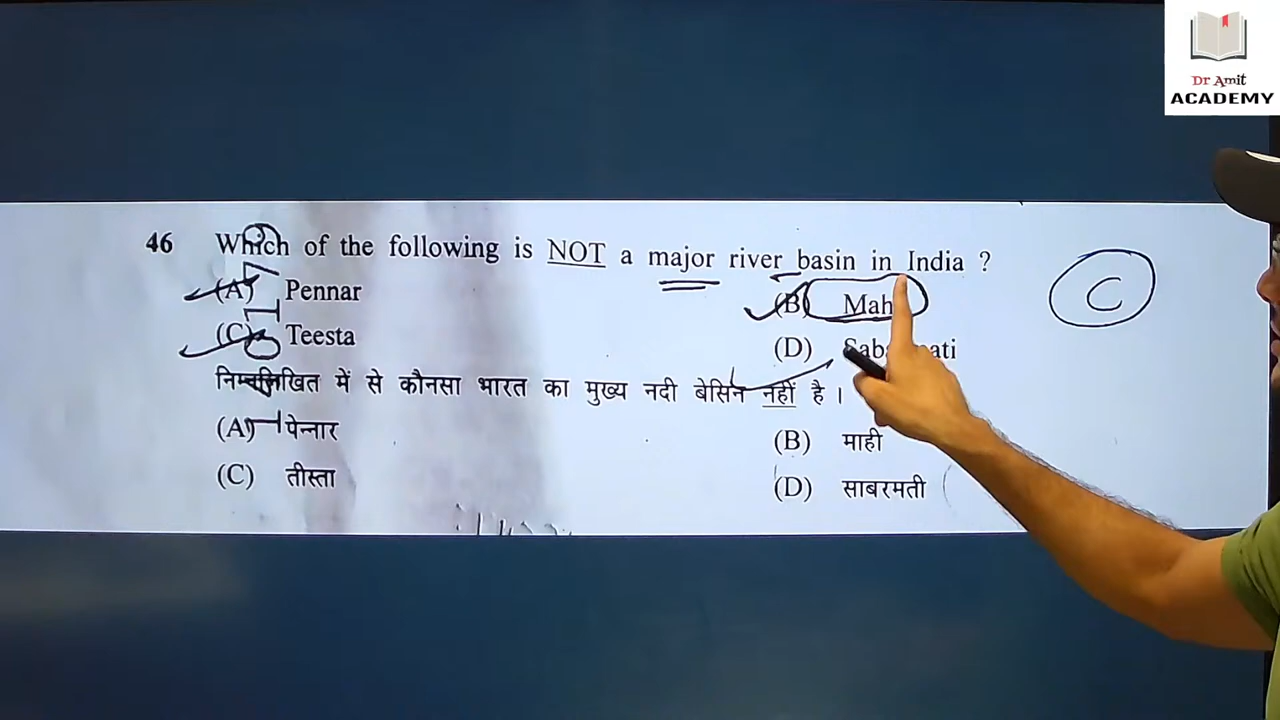 Dr Amit
ACADEMY
46 Which of the following is NOT a major river basin in India ?
(A) Pennar (B) Mah
(C) Teesta (D)
निम्नलिखित में से कौनसा भारत का मुख्य नदी बेसिन नहीं है ।
(A) पेन्नार (B) माही
(C) तीस्ता (D) साबरमती
C